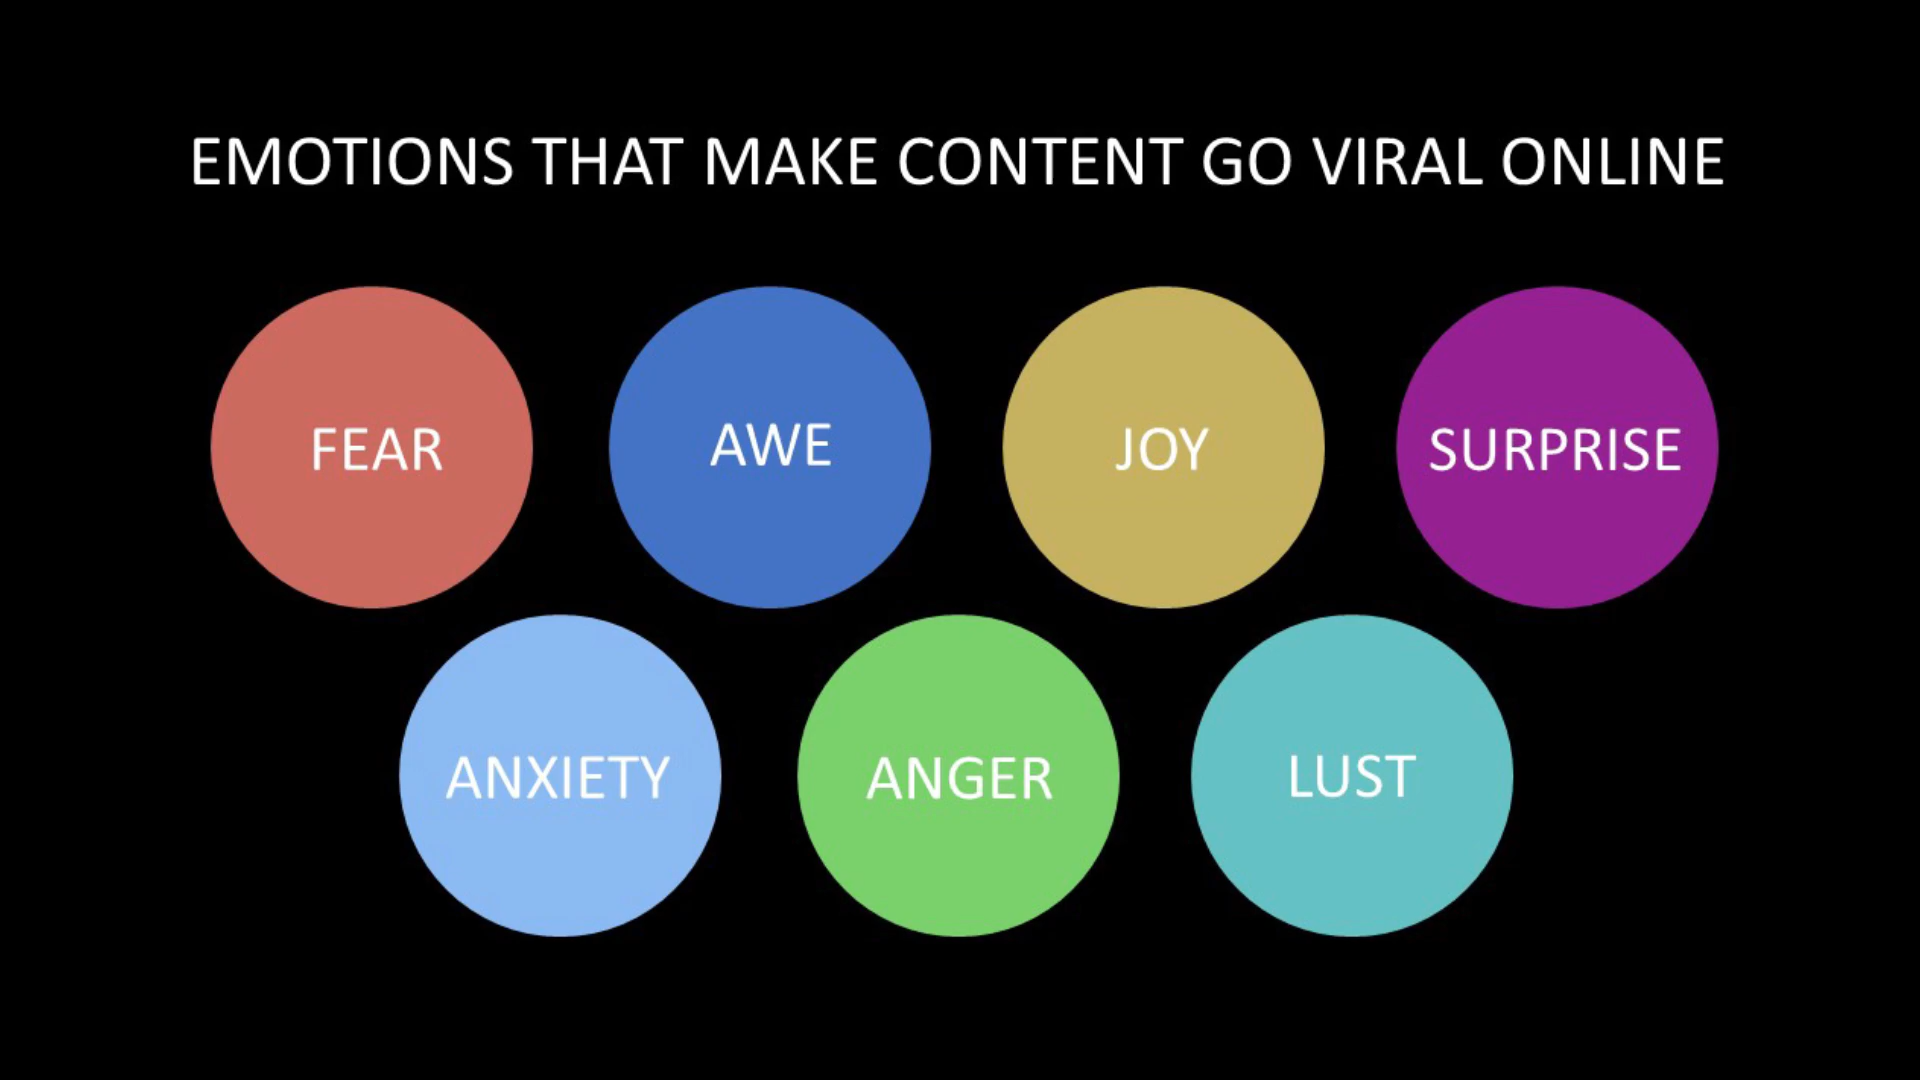 EMOTIONS THAT MAKE CONTENT GO VIRAL ONLINE
FEAR
AWE
JOY
SURPRISE
ANXIETY
ANGER
LUST